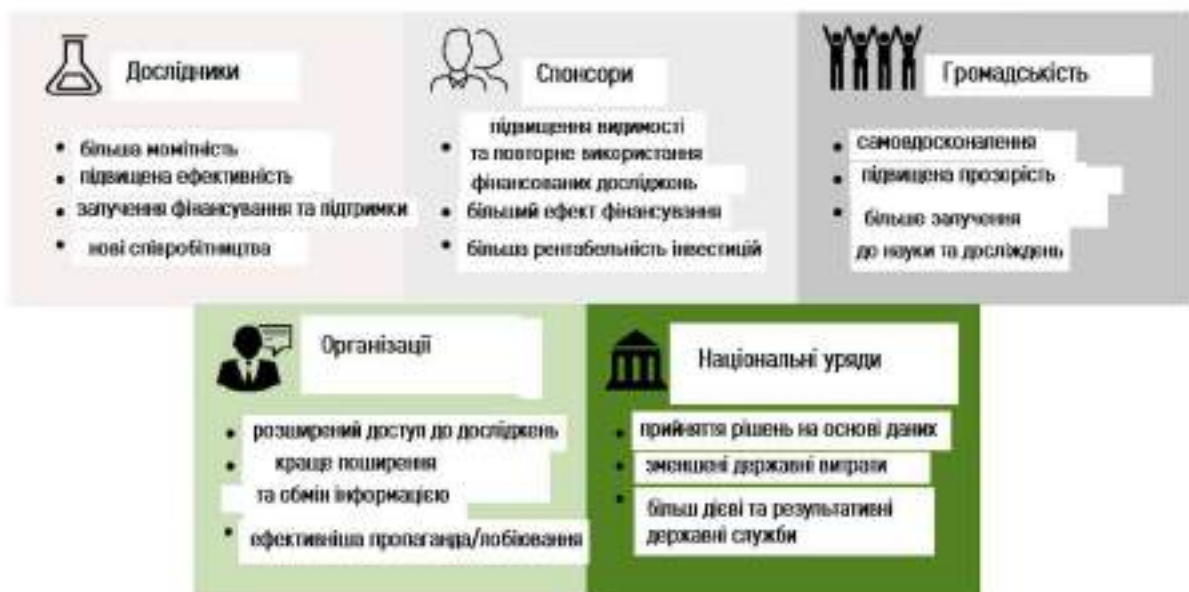 Дослідники
більша момітність
підвищена ефективність
залучення фінансування та підтримки
нові співробітництва
Спонсори
підвищення видимості
та повторне використання
фінансованих досліджонь
більший ефект фінансування
більша рентабельність інвестицій
Громадськість
самовдосконалення
підвищена прозорість
більше залучення
до науки та досліждень
Організації
розширений доступ до досліджень
краще поширення
та обмін інформацією
ефективніша пропаганда/лобіювання
Національні уряди
прийняття рішень на основі даних
зменшені державні витрати
більш дієві та результативні
державні служби